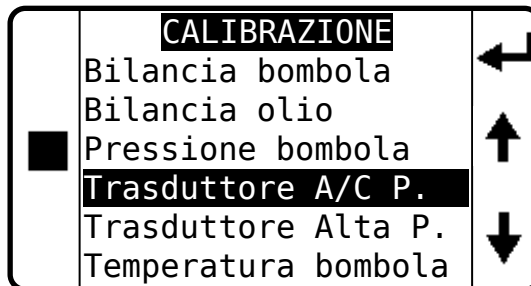 CALIBRAZIONE
Bilancia bombola
Bilancia olio
Pressione bombola
Trasduttore A/C P.
Trasduttore Alta P.
Temperatura bombola